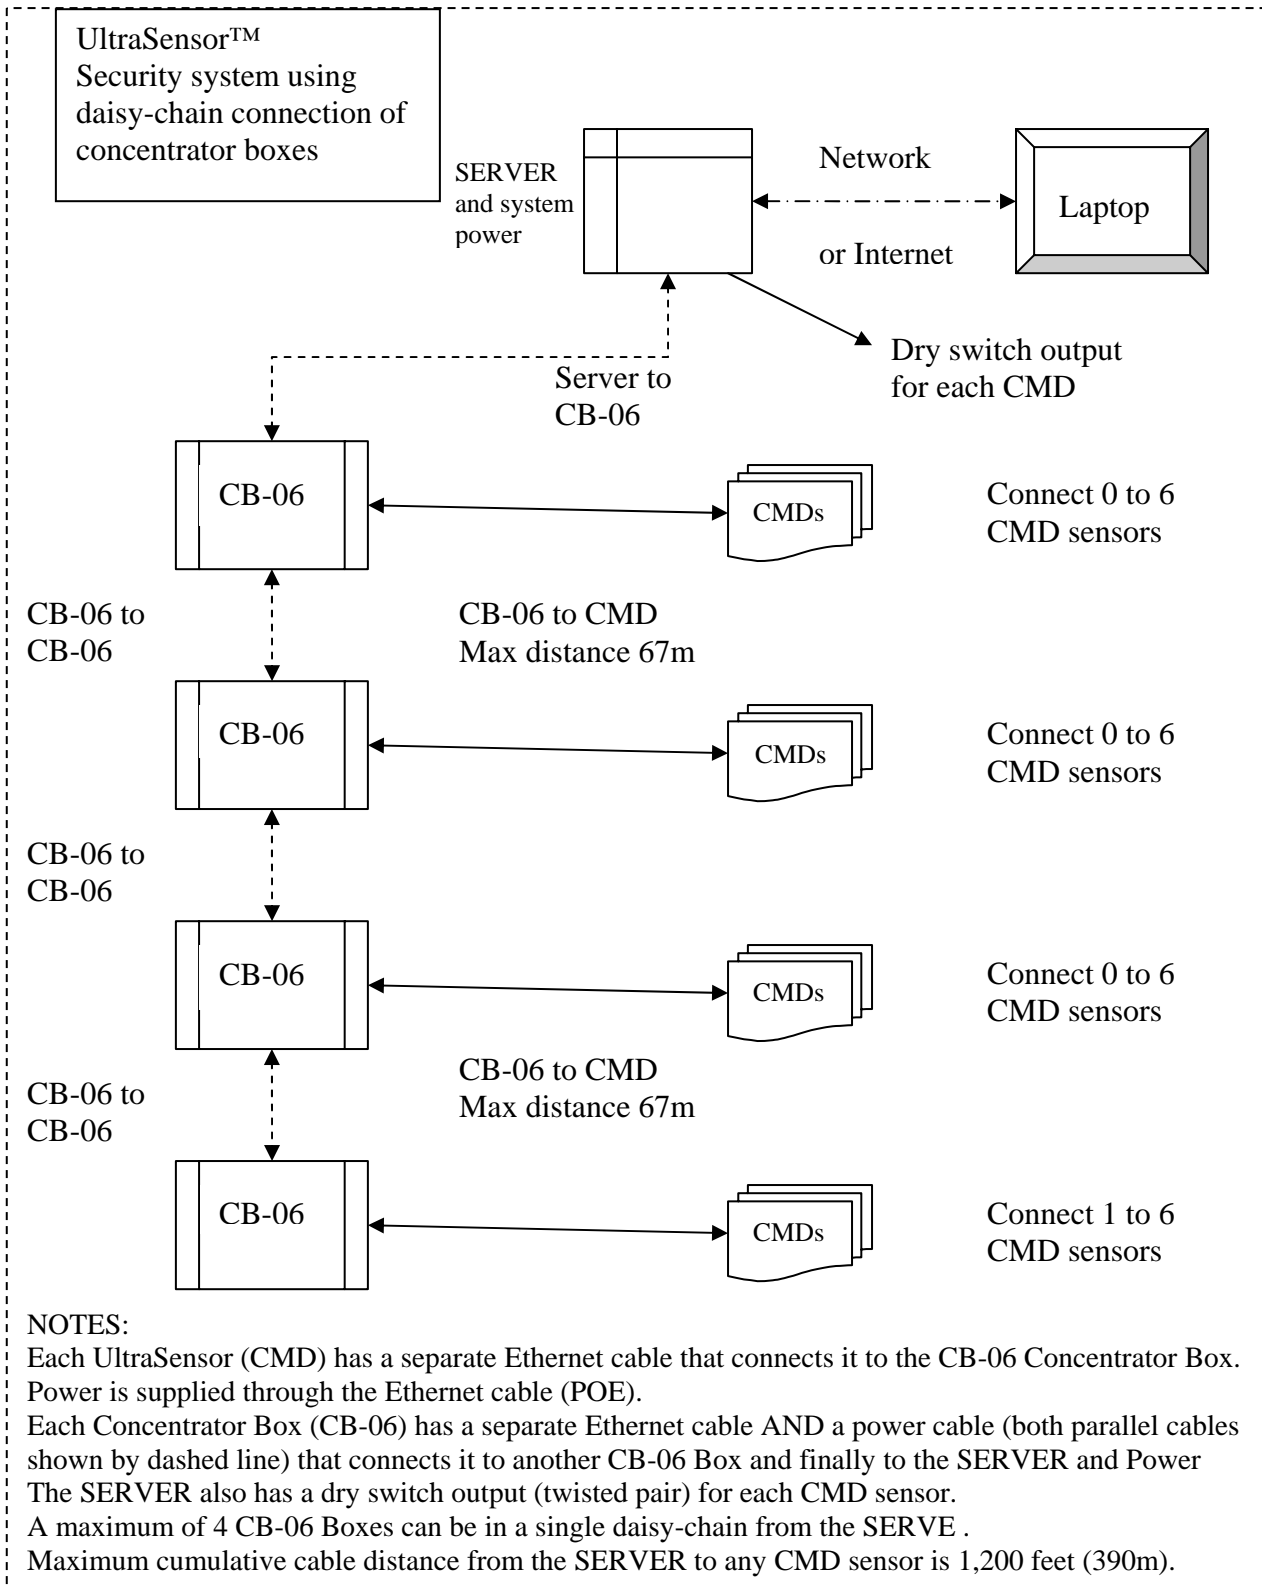 UltraSensor™
Security system using
daisy-chain connection of
concentrator boxes
SERVER
and system
power
Network
or Internet
Laptop
Dry switch output
for each CMD
Server to
CB-06
CB-06
CMDs
Connect 0 to 6
CMD sensors
CB-06 to
CB-06
CB-06 to CMD
Max distance 67m
CB-06
CMDs
Connect 0 to 6
CMD sensors
CB-06 to
CB-06
CB-06
CMDs
Connect 0 to 6
CMD sensors
CB-06 to
CB-06
CB-06 to CMD
Max distance 67m
CB-06
CMDs
Connect 1 to 6
CMD sensors
NOTES:
Each UltraSensor (CMD) has a separate Ethernet cable that connects it to the CB-06 Concentrator Box.
Power is supplied through the Ethernet cable (POE).
Each Concentrator Box (CB-06) has a separate Ethernet cable AND a power cable (both parallel cables
shown by dashed line) that connects it to another CB-06 Box and finally to the SERVER and Power
The SERVER also has a dry switch output (twisted pair) for each CMD sensor.
A maximum of 4 CB-06 Boxes can be in a single daisy-chain from the SERVE .
Maximum cumulative cable distance from the SERVER to any CMD sensor is 1,200 feet (390m).